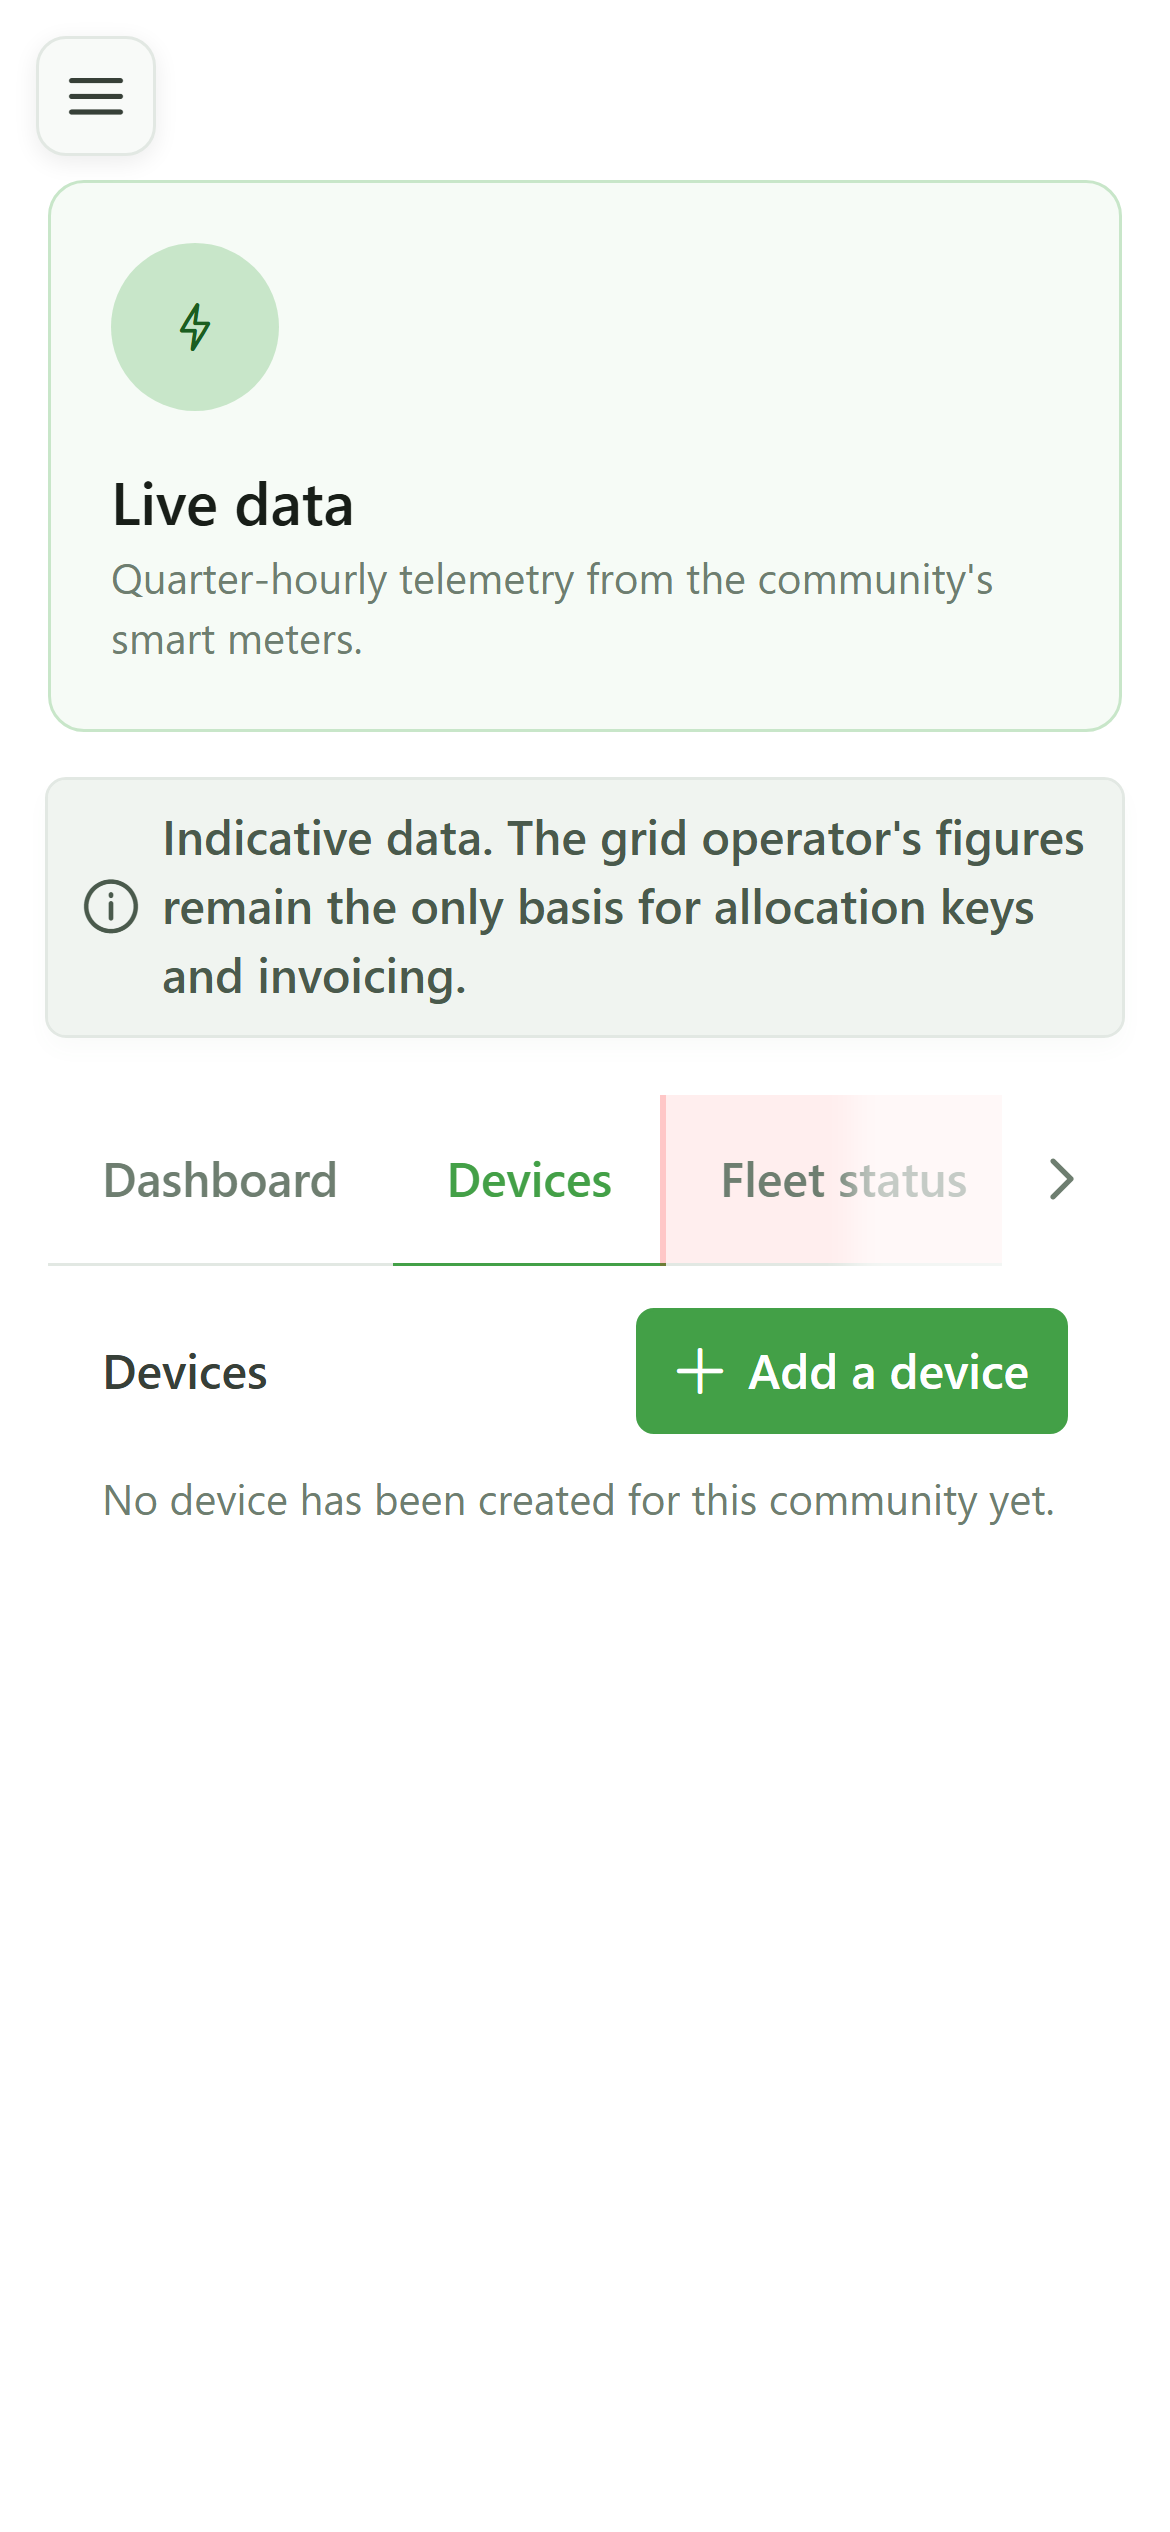 Live data
Quarter-hourly telemetry from the community's
smart meters.
Indicative data. The grid operator's figures
remain the only basis for allocation keys
and invoicing.
Dashboard Devices Fleet status
Devices Add a device
No device has been created for this community yet.